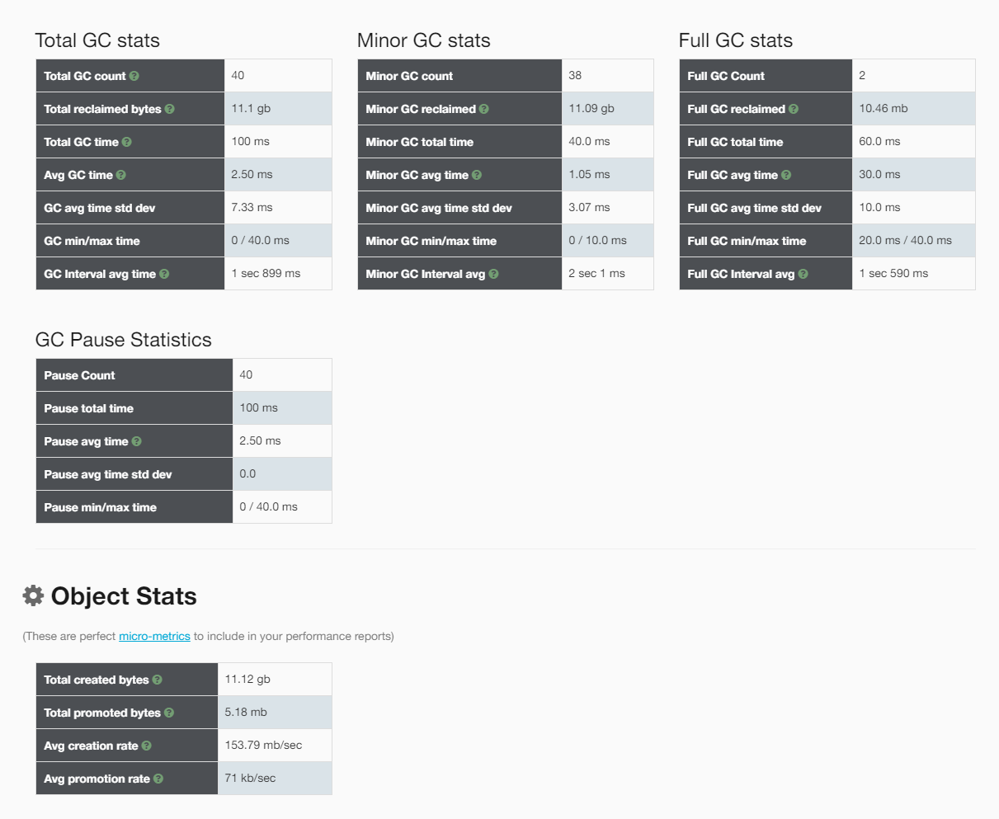 Total GC stats
Total GC count 40
Total reclaimed bytes 11.1 gb
Total GC time 100 ms
Avg GC time 2.50 ms
GC avg time std dev 7.33 ms
GC min/max time 0 / 40.0 ms
GC Interval avg time 1 sec 899 ms
Minor GC stats
Minor GC count 38
Minor GC reclaimed 11.09 gb
Minor GC total time 40.0 ms
Minor GC avg time 1.05 ms
Minor GC avg time std dev 3.07 ms
Minor GC min/max time 0 / 10.0 ms
Minor GC Interval avg 2 sec 1 ms
Full GC stats
Full GC Count 2
Full GC reclaimed 10.46 mb
Full GC total time 60.0 ms
Full GC avg time 30.0 ms
Full GC avg time std dev 10.0 ms
Full GC min/max time 20.0 ms / 40.0 ms
Full GC Interval avg 1 sec 590 ms
GC Pause Statistics
Pause Count 40
Pause total time 100 ms
Pause avg time 2.50 ms
Pause avg time std dev 0.0
Pause min/max time 0 / 40.0 ms
Object Stats
(These are perfect micro-metrics to include in your performance reports)
Total created bytes 11.12 gb
Total promoted bytes 5.18 mb
Avg creation rate 153.79 mb/sec
Avg promotion rate 71 kb/sec